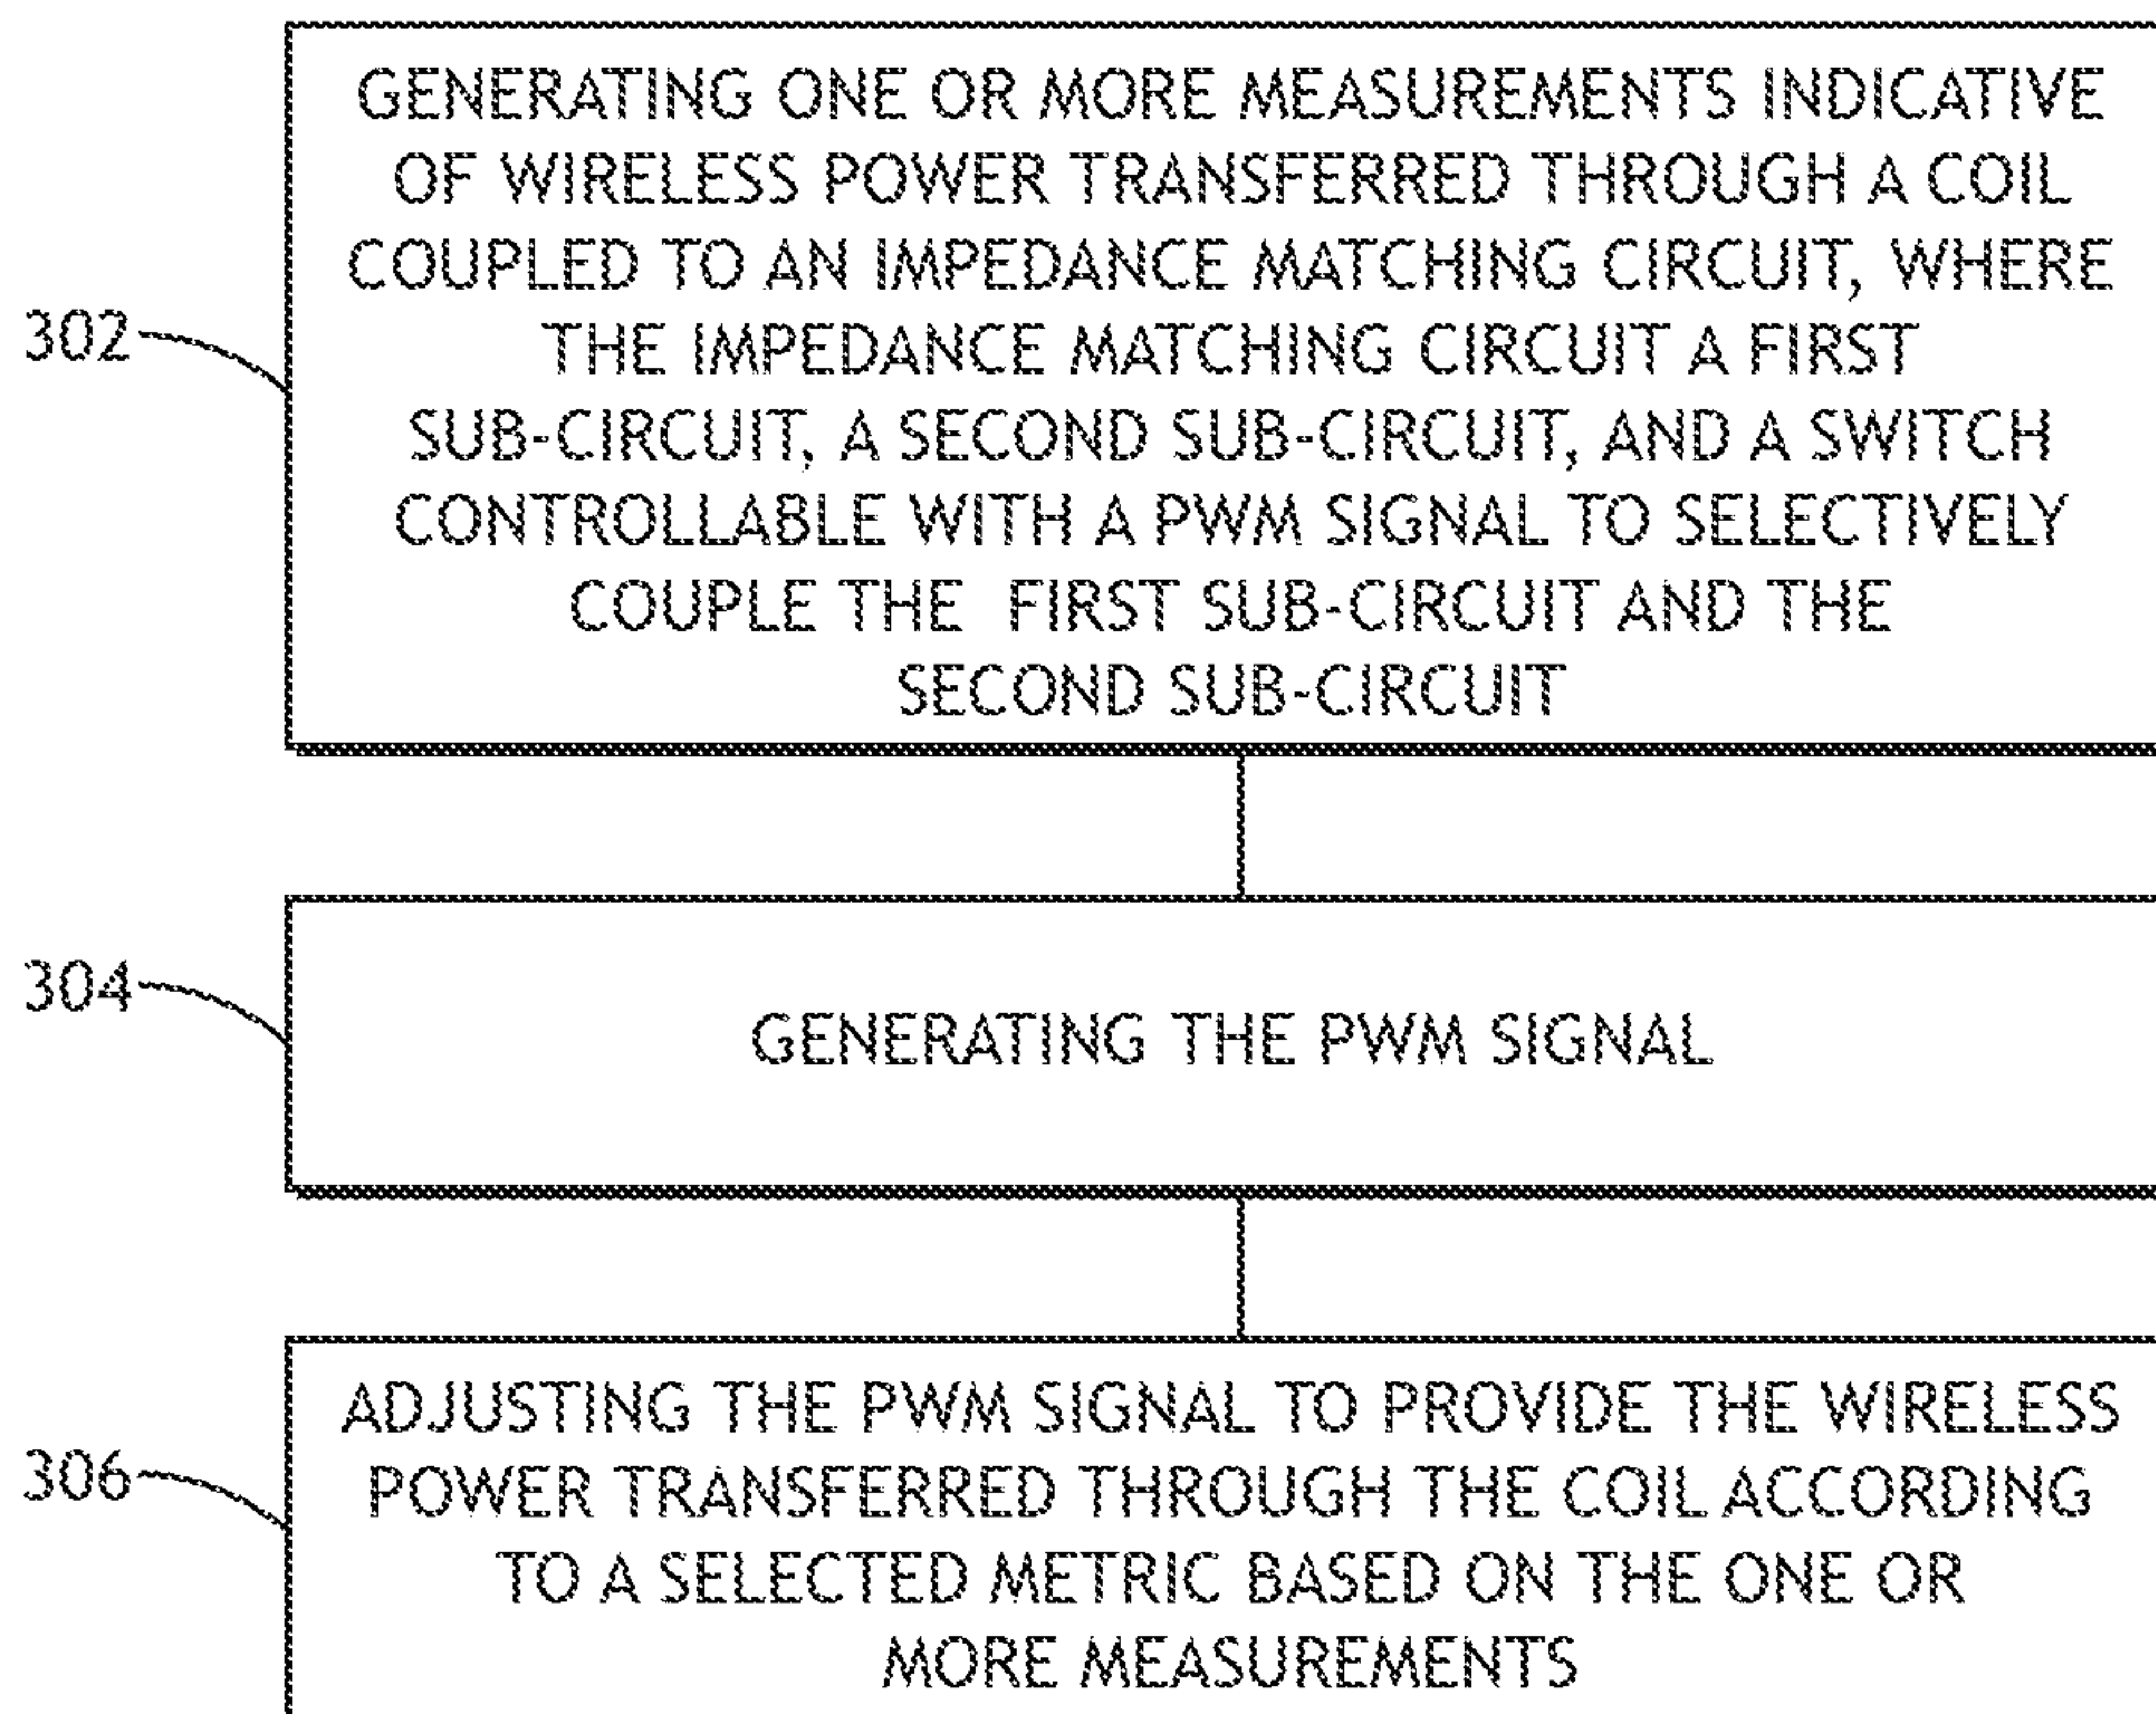 GENERATING ONE OR MORE MEASUREMENTS INDICATIVE
OF WIRELESS POWER TRANSFERRED THROUGH A COIL
COUPLED TO AN IMPEDANCE MATCHING CIRCUIT, WHERE
THE IMPEDANCE MATCHING CIRCUIT A FIRST
SUB-CIRCUIT, A SECOND SUB-CIRCUIT, AND A SWITCH
CONTROLLABLE WITH A PWM SIGNAL TO SELECTIVELY
COUPLE THE FIRST SUB-CIRCUIT AND THE
SECOND SUB-CIRCUIT
302
304
GENERATING THE PWM SIGNAL
306
ADJUSTING THE PWM SIGNAL TO PROVIDE THE WIRELESS
POWER TRANSFERRED THROUGH THE COIL ACCORDING
TO A SELECTED METRIC BASED ON THE ONE OR
MORE MEASUREMENTS